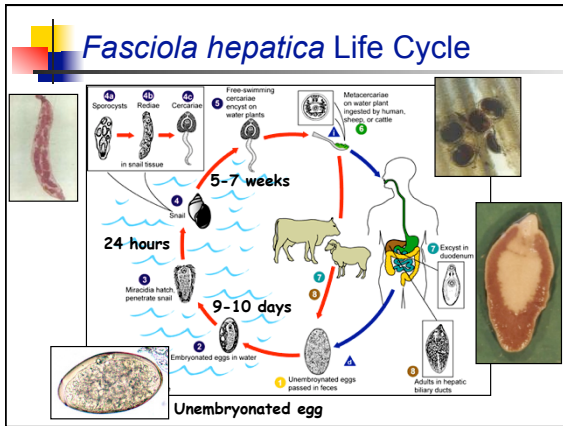 Fasciola hepatica Life Cycle
4a
4b
4c
Sporocysts
Rediae
Cercariae
in snail tissue
5
Free-swimming
cercariae
encyst on
water plants
i
Metacercariae
on water plant
ingested by human,
sheep, or cattle
6
5-7 weeks
4
Snail
24 hours
3
Miracidia hatch,
penetrate snail
9-10 days
2
Embryonated eggs in water
7
8
7
Excyst in
duodenum
d
1
Unembroynated eggs
passed in feces
8
Adults in hepatic
biliary ducts
Unembryonated egg